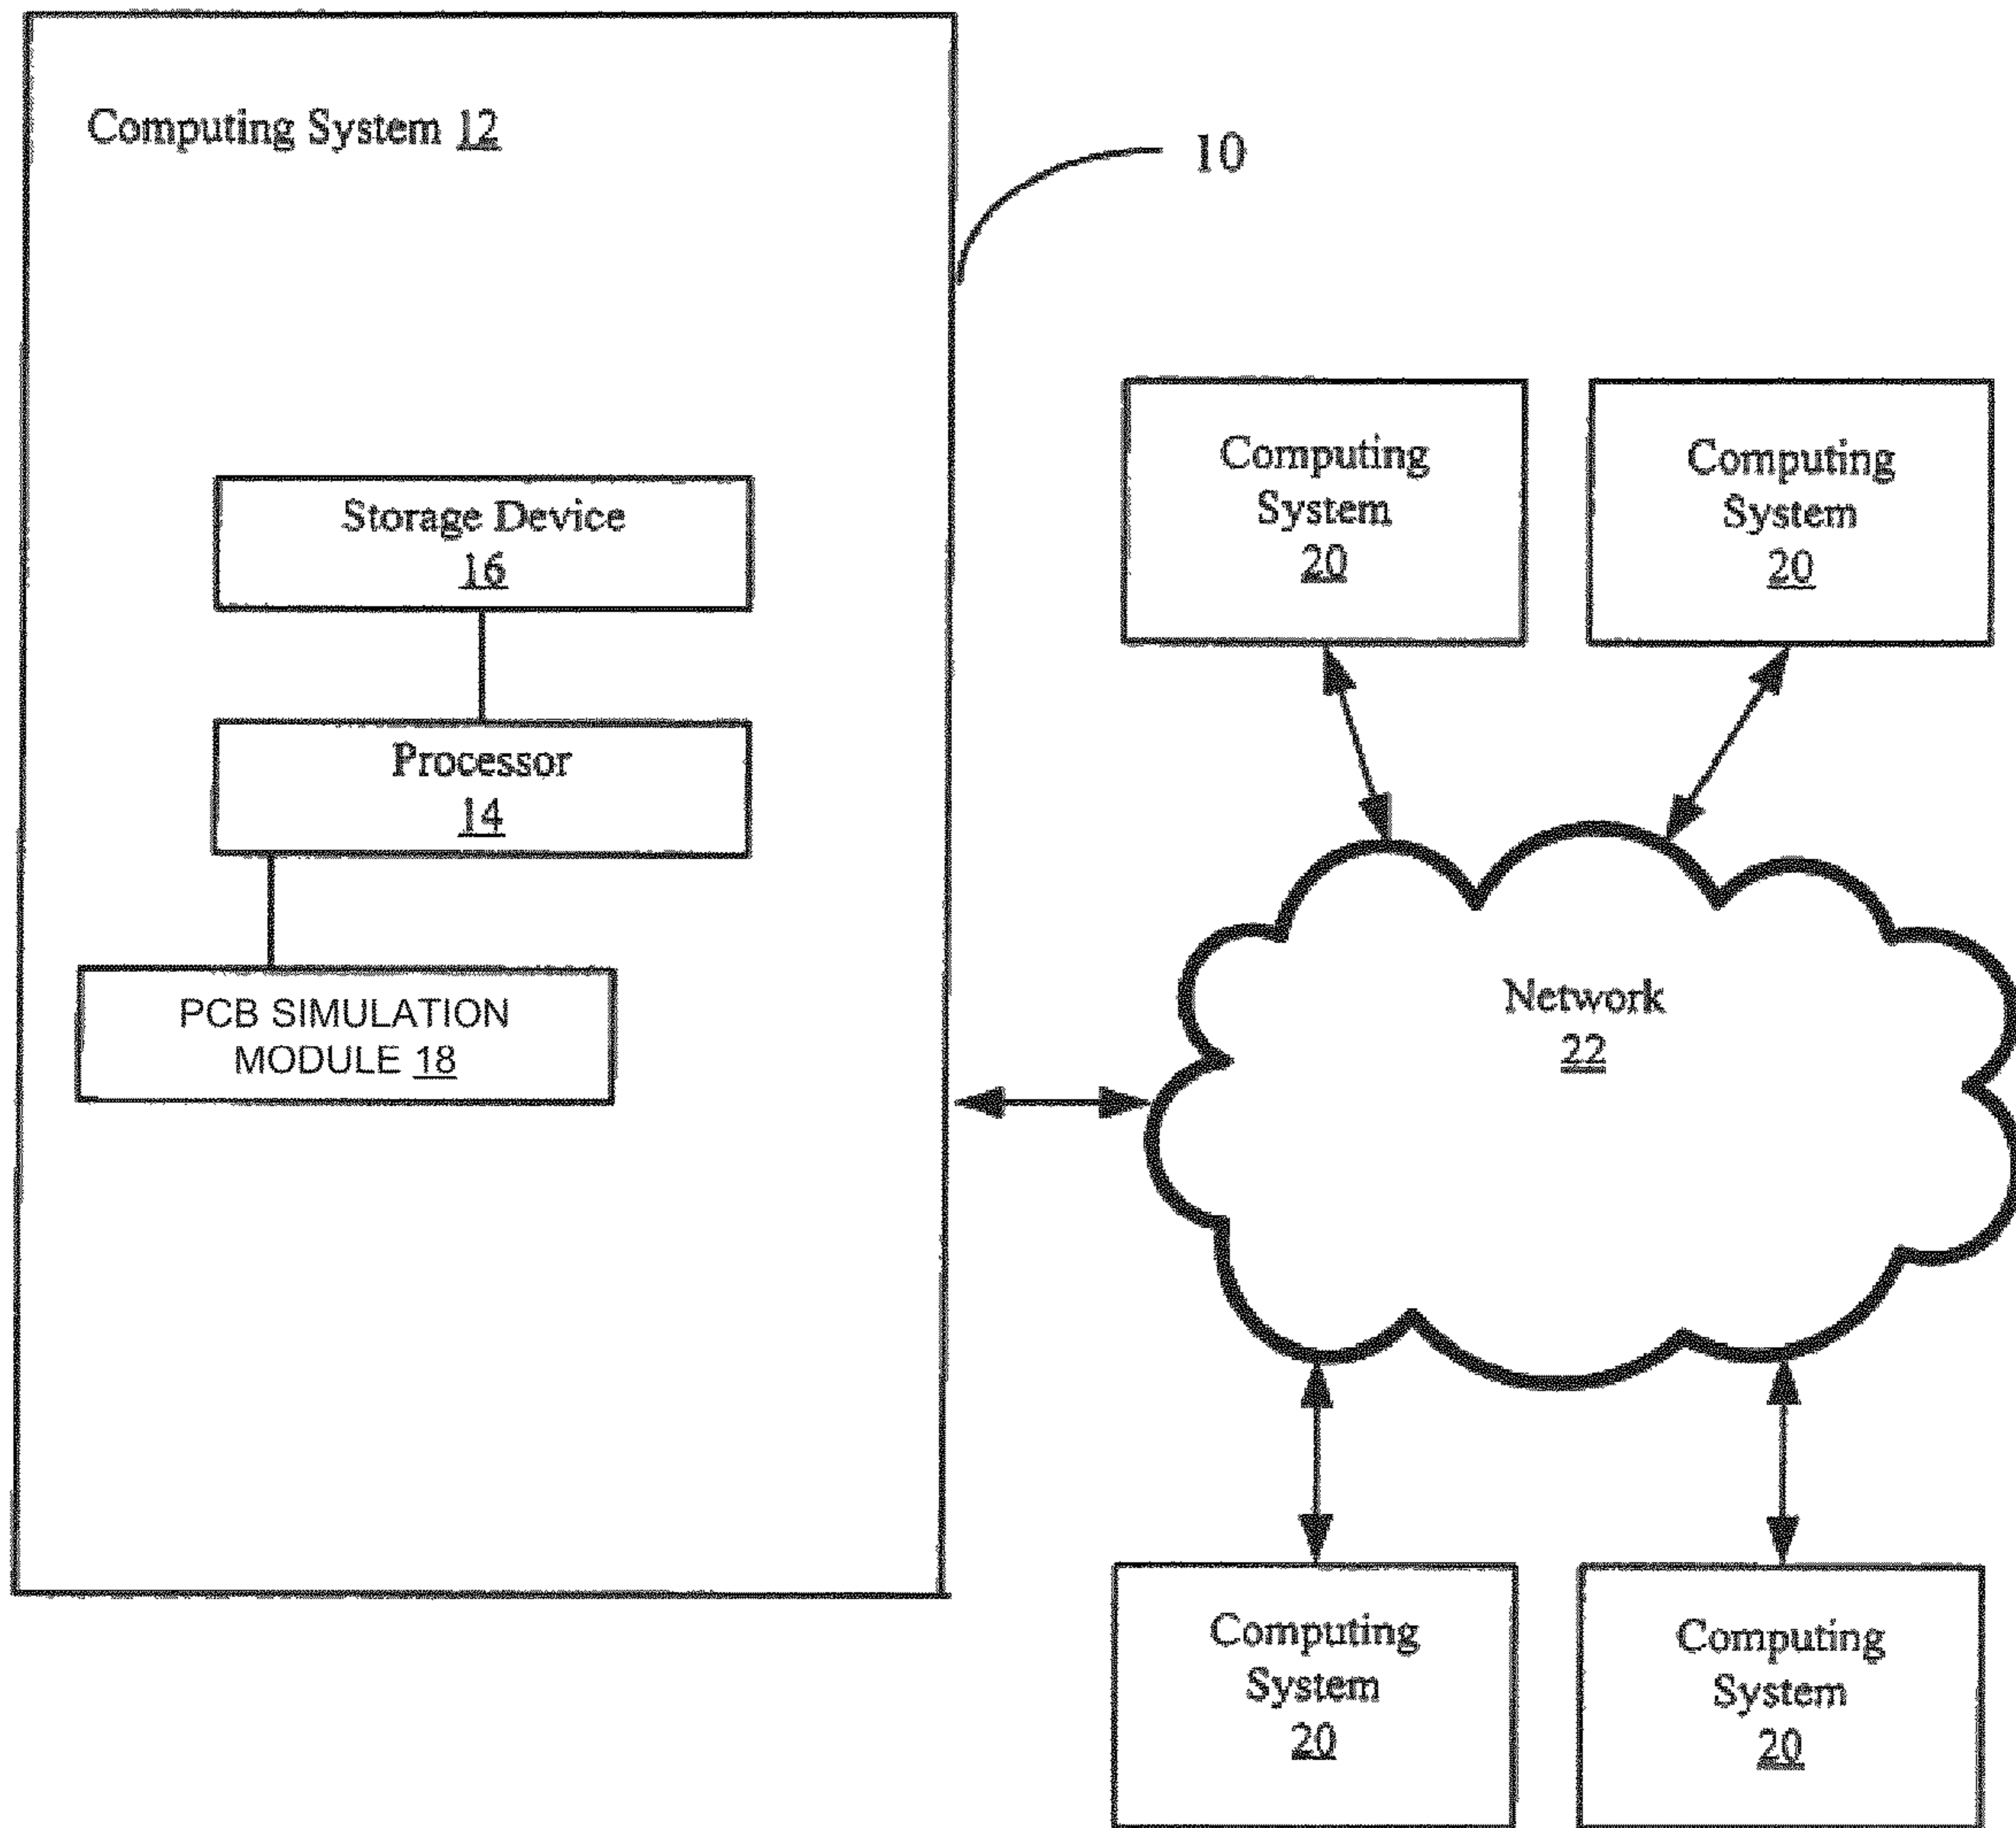 Computing System 12
10
Storage Device
16
Processor
14
PCB SIMULATION
MODULE 18
Computing
System
20
Computing
System
20
Network
22
Computing
System
20
Computing
System
20